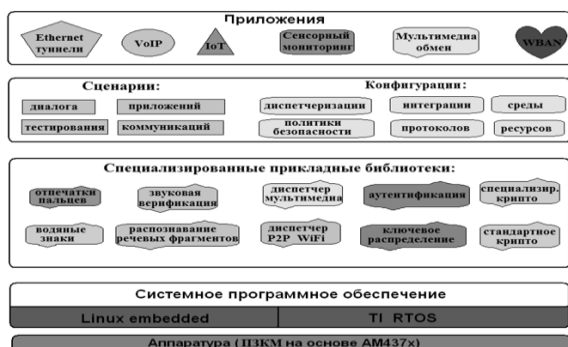 Приложения
Ethernet туннели
VoIP
IoT
Сенсорный мониторинг
Мультимедиа обмен
WBAN
Сценарии:
Конфигурации:
диалога
приложений
тестирования
коммуникаций
диспетчеризации
интеграции
среды
политики безопасности
протоколов
ресурсов
Специализированные прикладные библиотеки:
отпечатки пальцев
звуковая верификация
диспетчер мультимедиа
аутентификация
специализир. крипто
водяные знаки
распознавание речевых фрагментов
диспетчер P2P WiFi
ключевое распределение
стандартное крипто
Системное программное обеспечение
Linux embedded
TI RTOS
Аппаратура (ПЗКМ на основе AM437x)